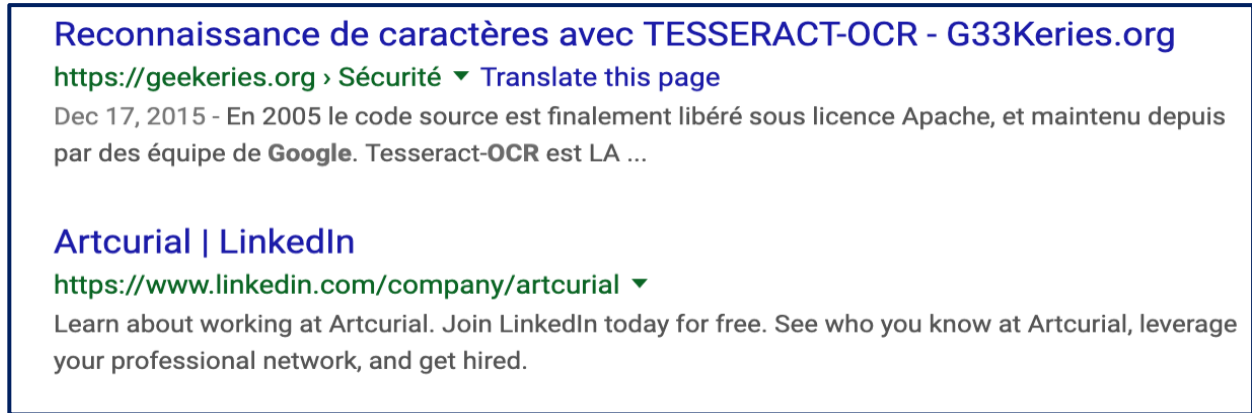 Reconnaissance de caractères avec TESSERACT-OCR - G33Keries.org
https://geekeries.org › Sécurité ▼ Translate this page
Dec 17, 2015 - En 2005 le code source est finalement libéré sous licence Apache, et maintenu depuis
par des équipe de Google. Tesseract-OCR est LA ...
Artcurial | LinkedIn
https://www.linkedin.com/company/artcurial ▼
Learn about working at Artcurial. Join LinkedIn today for free. See who you know at Artcurial, leverage
your professional network, and get hired.